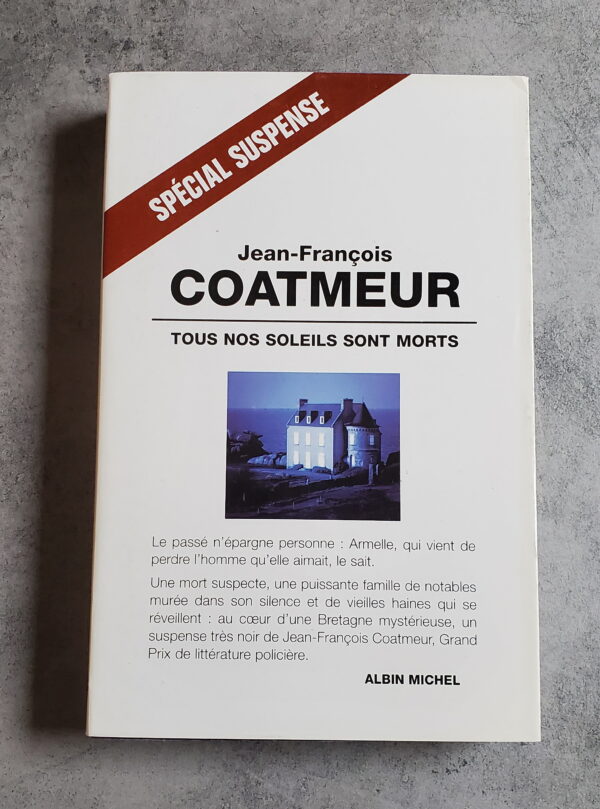 SPÉCIAL SUSPENSE
Jean-François
COATMEUR
TOUS NOS SOLEILS SONT MORTS
Le passé n'épargne personne : Armelle, qui vient de
perdre l'homme qu'elle aimait, le sait.
Une mort suspecte, une puissante famille de notables
murée dans son silence et de vieilles haines qui se
réveillent : au cœur d'une Bretagne mystérieuse, un
suspense très noir de Jean-François Coatmeur, Grand
Prix de littérature policière.
ALBIN MICHEL